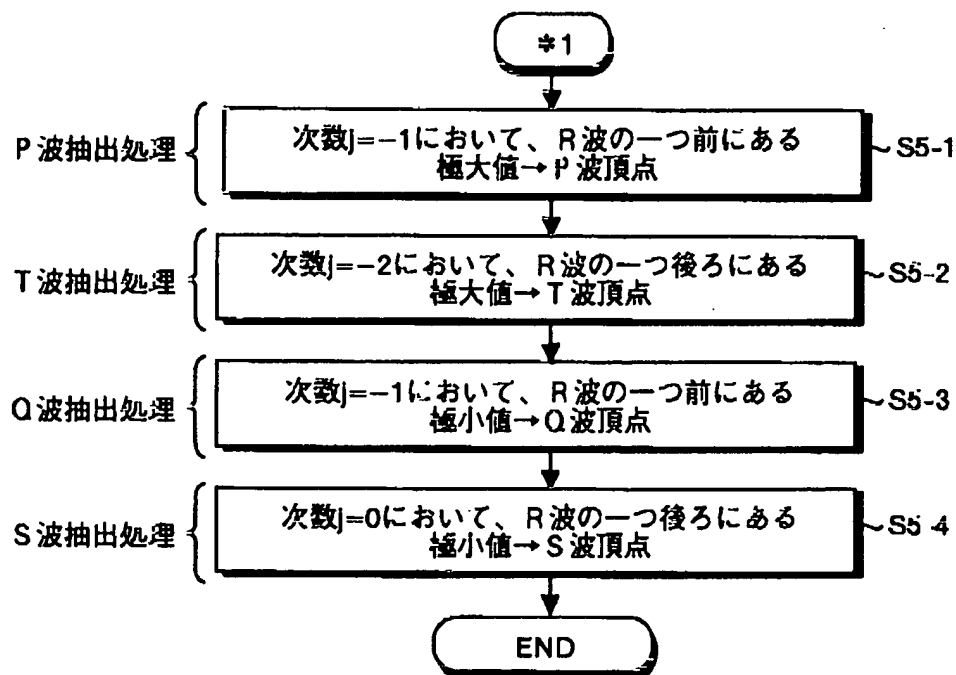 *1
P波抽出処理
次数j=-1において、R波の一つ前にある
極大値→P波頂点
S5-1
T波抽出処理
次数j=-2において、R波の一つ後ろにある
極大値→T波頂点
S5-2
Q波抽出処理
次数j=-1において、R波の一つ前にある
極小値→Q波頂点
S5-3
S波抽出処理
次数j=0において、R波の一つ後ろにある
極小値→S波頂点
S5-4
END